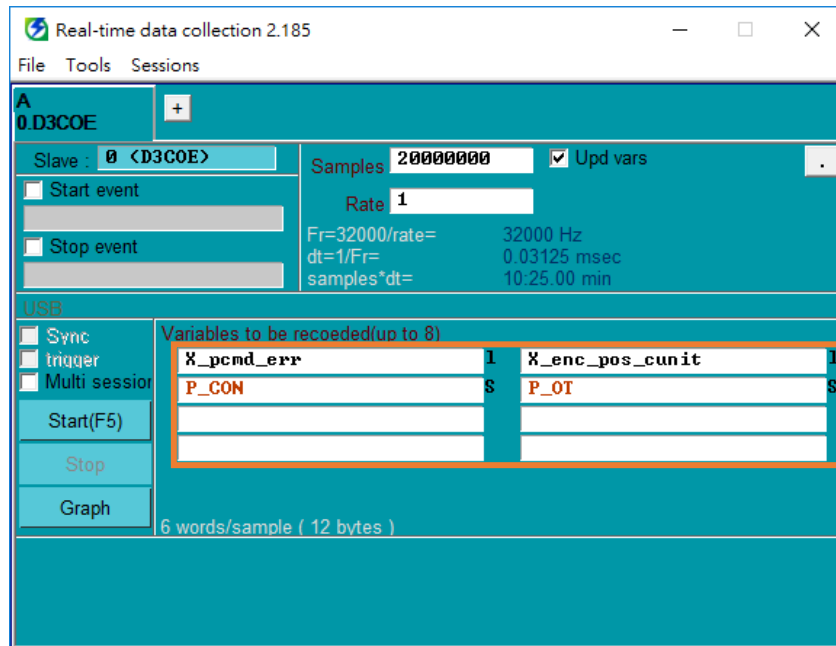 Real-time data collection 2.185
File Tools Sessions
A
0.D3COE
+
Slave : 0 (D3COE)
Start event
Stop event
Samples 20000000
Upd vars
.
Rate 1
Fr=32000/rate= 32000 Hz
dt=1/Fr= 0.03125 msec
samples*dt= 10:25.00 min
USB
Sync
trigger
Multi session
Start(F5)
Stop
Graph
Variables to be recoeded(up to 8)
X_pcmd_err l X_enc_pos_cunit l
P_CON S P_OT S
6 words/sample ( 12 bytes )